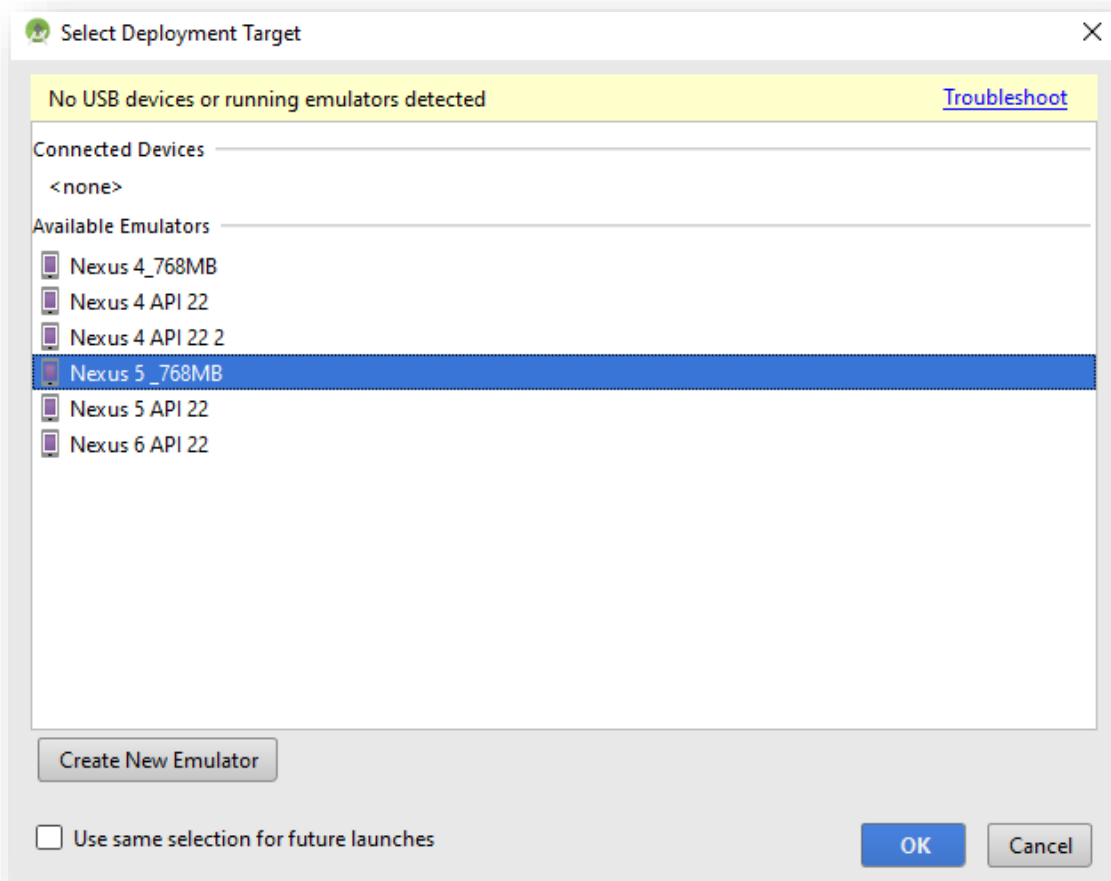 Select Deployment Target
No USB devices or running emulators detected Troubleshoot
Connected Devices
<none>
Available Emulators
Nexus 4_768MB
Nexus 4 API 22
Nexus 4 API 22 2
Nexus 5 _768MB
Nexus 5 API 22
Nexus 6 API 22
Create New Emulator
Use same selection for future launches
OK Cancel